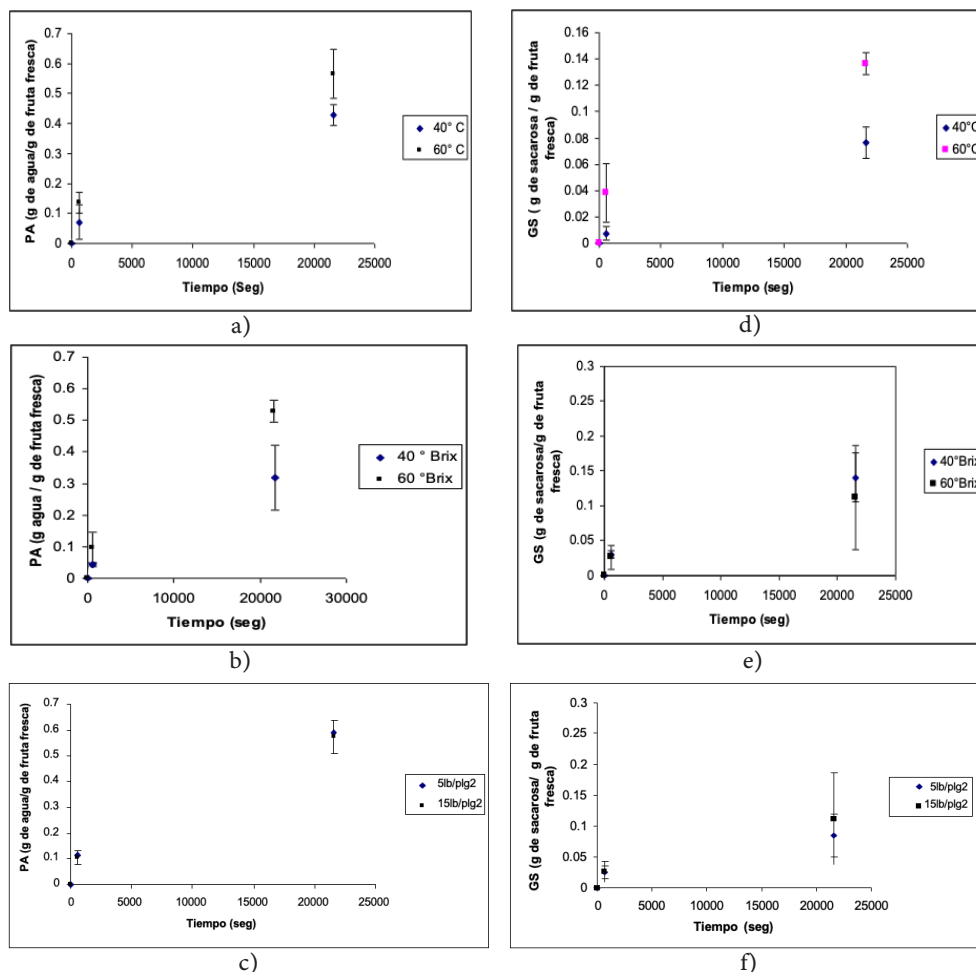 PA (g de agua/g de fruta fresca)
0.7
0.6
0.5
0.4
0.3
0.2
0.1
0
0 5000 10000 15000 20000 25000
Tiempo (Seg)
40° C
60° C
a)
GS ( g de sacarosa / g de fruta
fresca)
0.16
0.14
0.12
0.1
0.08
0.06
0.04
0.02
0
0 5000 10000 15000 20000 25000
Tiempo (seg)
40°C
60°C
d)
PA (g agua / g de fruta fresca)
0.7
0.6
0.5
0.4
0.3
0.2
0.1
0
0 10000 20000 30000
Tiempo (seg)
40 ° Brix
60 °Brix
b)
GS (g de sacarosa/g de fruta
fresca)
0.3
0.25
0.2
0.15
0.1
0.05
0
0 5000 10000 15000 20000 25000
Tiempo (seg)
40°Brix
60°Brix
e)
PA (g de agua/g de fruta fresca)
0.7
0.6
0.5
0.4
0.3
0.2
0.1
0
0 5000 10000 15000 20000 25000
Tiempo (seg)
5lb/plg2
15lb/plg2
c)
GS (g de sacarosa/ g de fruta
fresca)
0.3
0.25
0.2
0.15
0.1
0.05
0
0 5000 10000 15000 20000 25000
Tiempo (seg)
5lb/plg2
15lb/plg2
f)